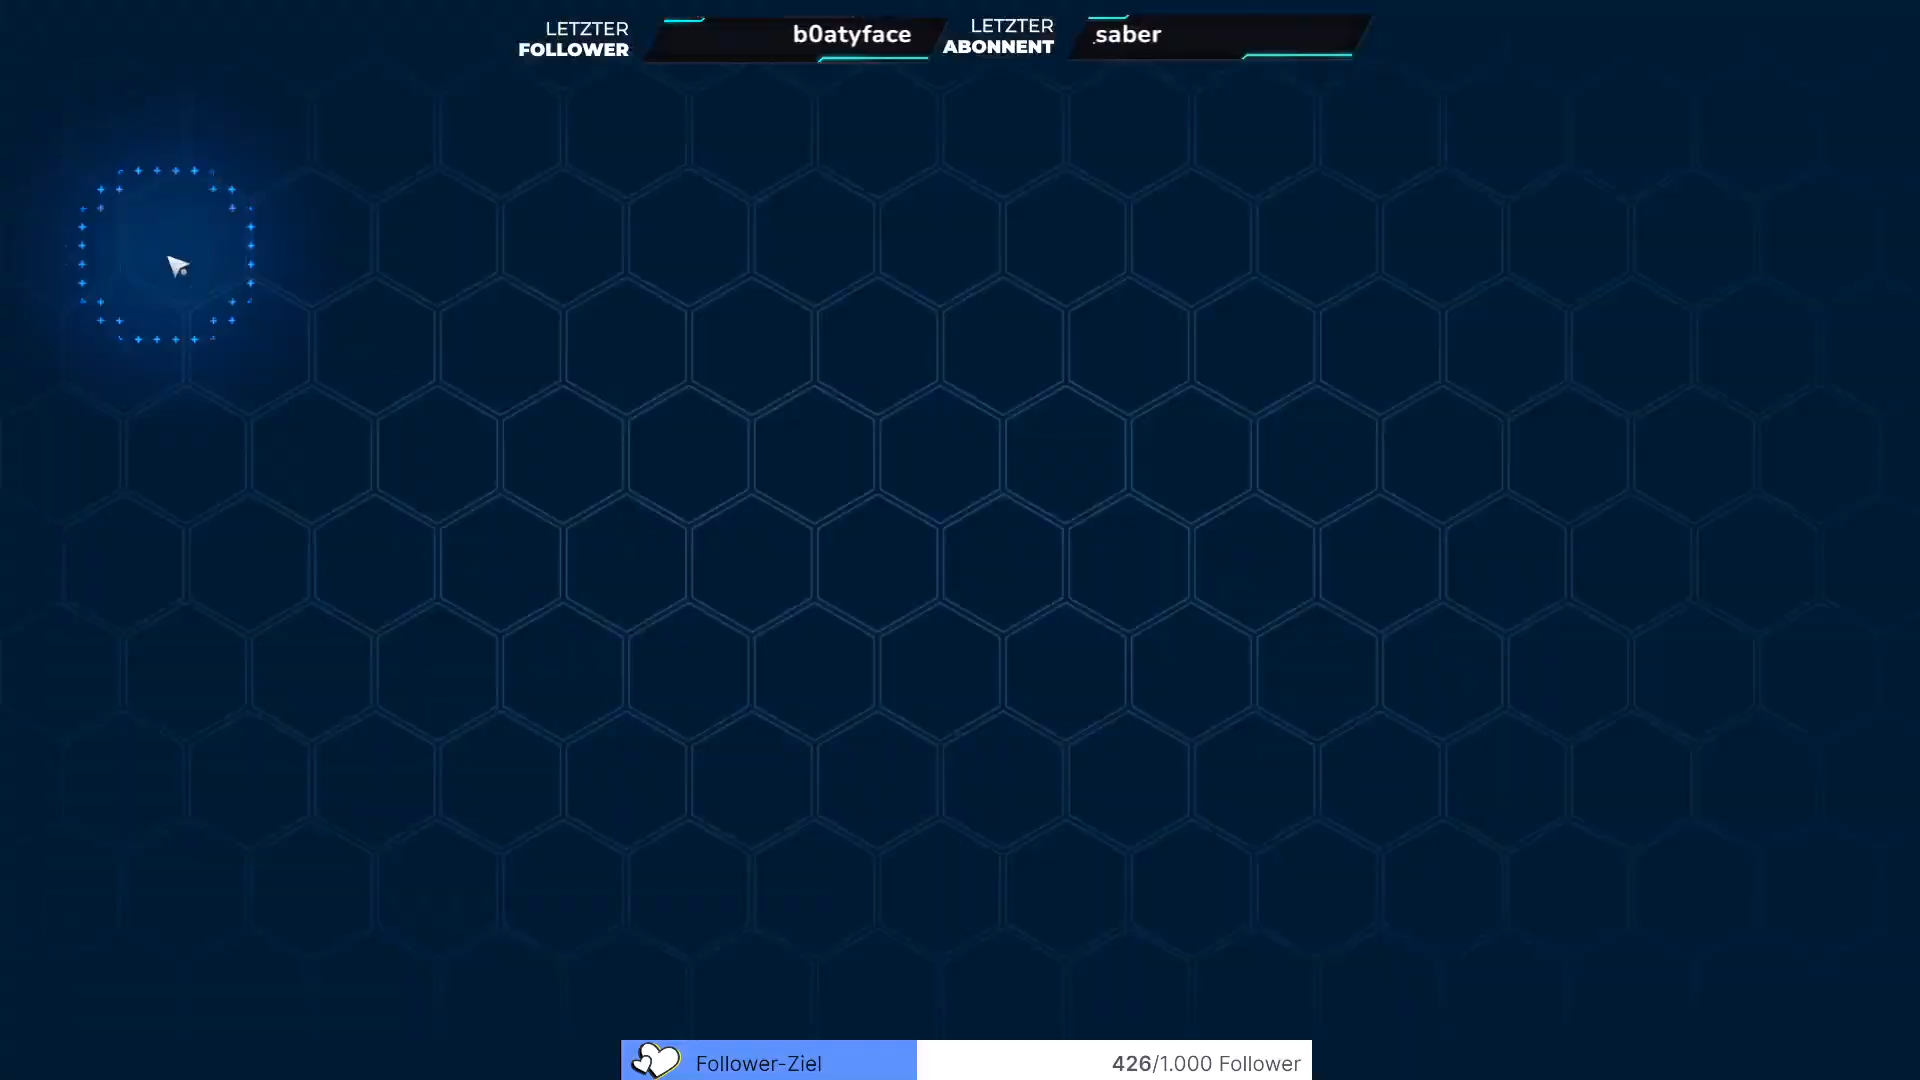 LETZTER
FOLLOWER
b0atyface
LETZTER
ABONNENT
saber
Follower-Ziel
426/1.000 Follower